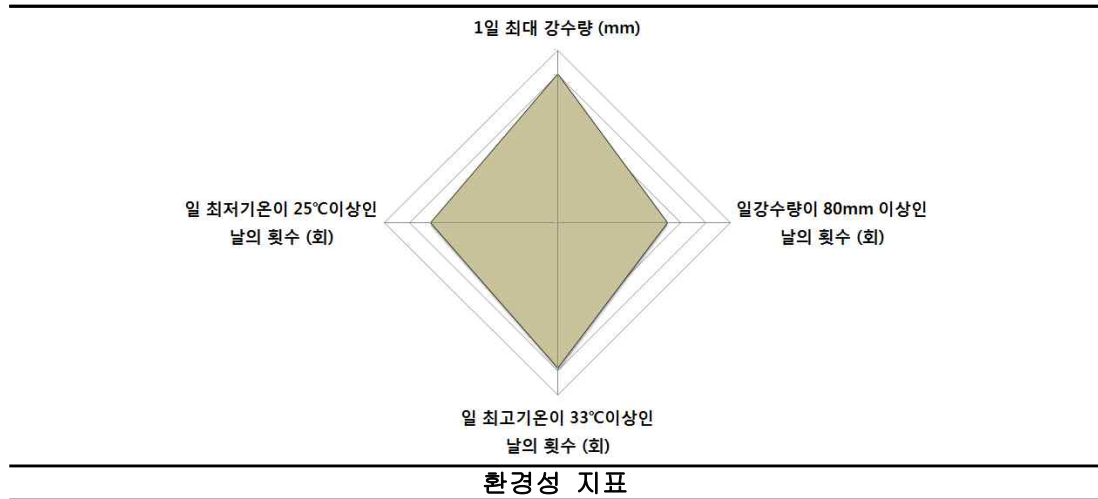 1일 최대 강수량 (mm)
일 최저기온이 25℃이상인
날의 횟수 (회)
일강수량이 80mm 이상인
날의 횟수 (회)
일 최고기온이 33℃이상인
날의 횟수 (회)
환경성 지표